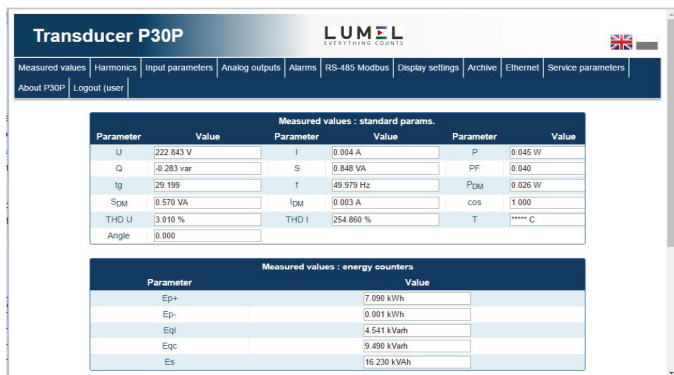 Transducer P30P
LUMEL
EVERYTHING COUNTS
Measured values Harmonics Input parameters Analog outputs Alarms RS-485 Modbus Display settings Archive Ethernet Service parameters
About P30P Logout (user
Measured values : standard params.
Parameter Value Parameter Value Parameter Value
U 222.843 V I 0.004 A P 0.045 W
Q -0.283 var S 0.848 VA PF 0.040
tg 29.199 f 49.979 Hz PDM 0.026 W
SDM 0.570 VA IDM 0.003 A cos 1.000
THD U 3.010 % THD I 254.860 % T ***** C
Angle 0.000
Measured values : energy counters
Parameter Value
Ep+ 7.090 kWh
Ep- 0.001 kWh
Eql 4.541 kVarh
Eqc 9.490 kVarh
Es 16.230 kVAh